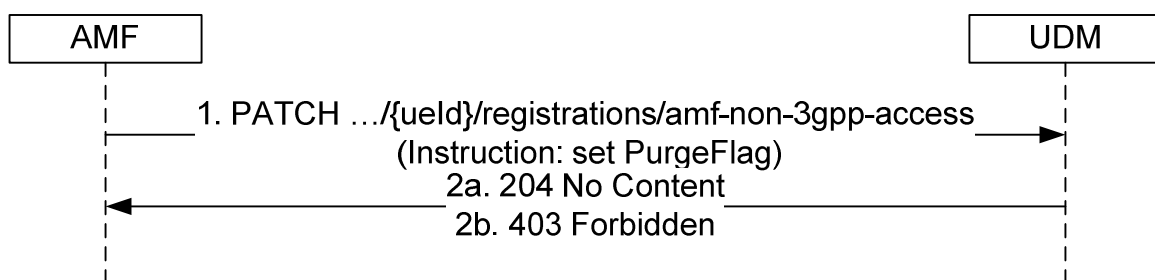 AMF
UDM
1. PATCH …/{ueId}/registrations/amf-non-3gpp-access
(Instruction: set PurgeFlag)
2a. 204 No Content
2b. 403 Forbidden